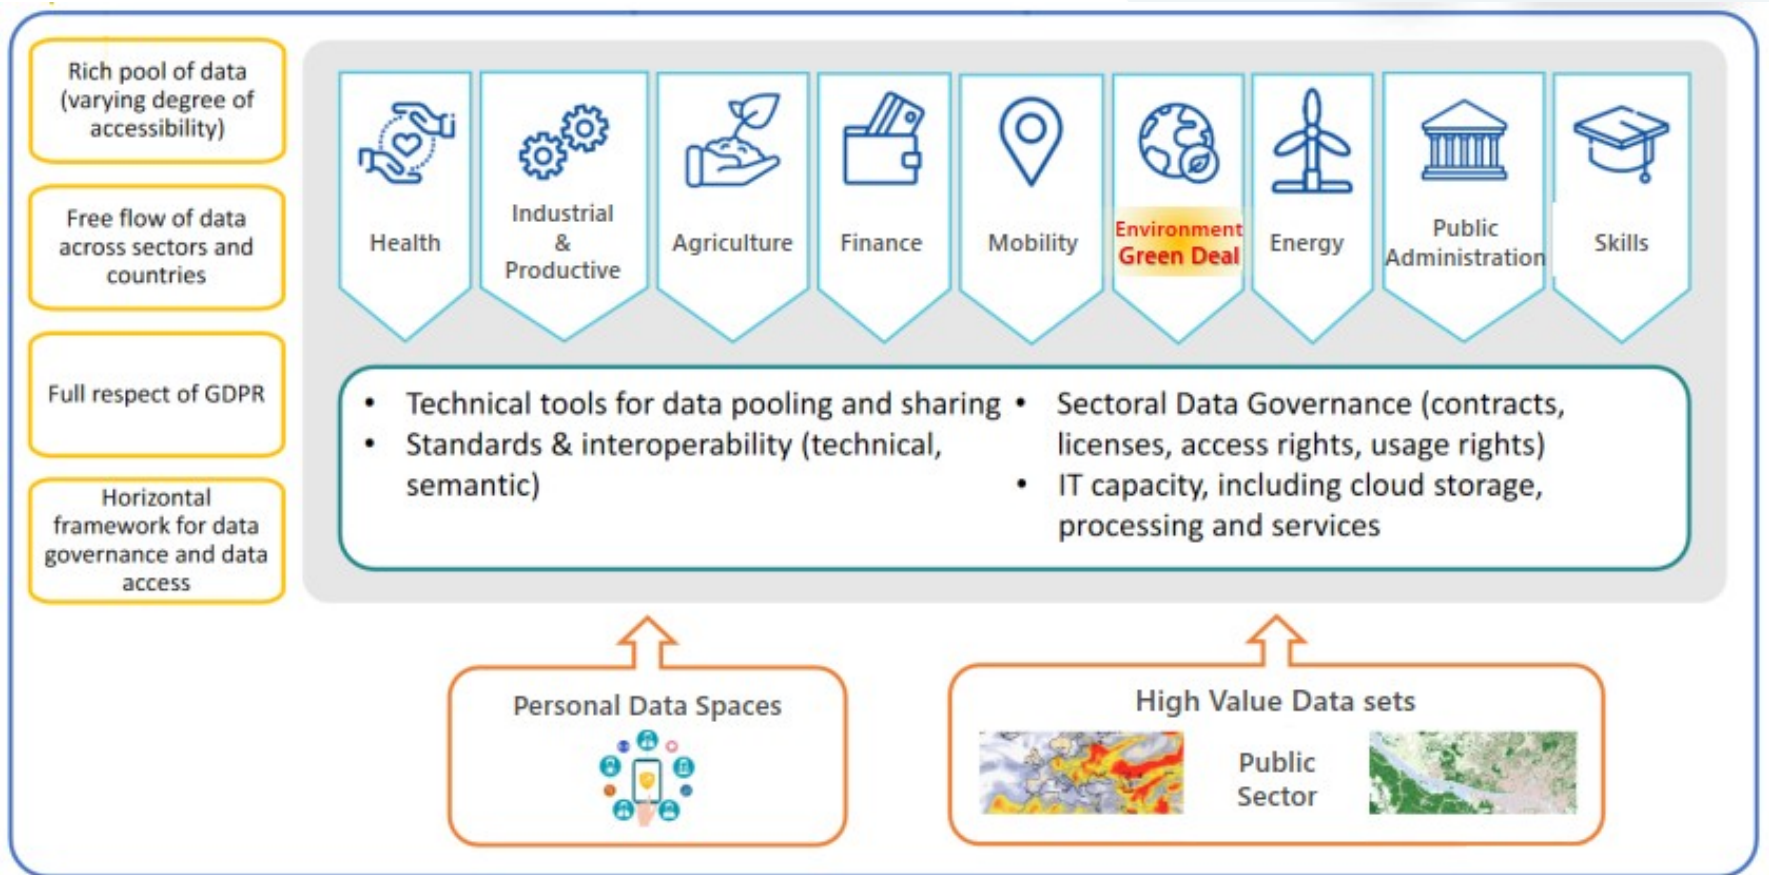 Rich pool of data
(varying degree of
accessibility)
Free flow of data
across sectors and
countries
Full respect of GDPR
Horizontal
framework for data
governance and data
access
Health
Industrial
&
Productive
Agriculture
Finance
Mobility
Environment
Green Deal
Energy
Public
Administration
Skills
• Technical tools for data pooling and sharing
• Standards & interoperability (technical,
semantic)
• Sectoral Data Governance (contracts,
licenses, access rights, usage rights)
• IT capacity, including cloud storage,
processing and services
Personal Data Spaces
High Value Data sets
Public
Sector